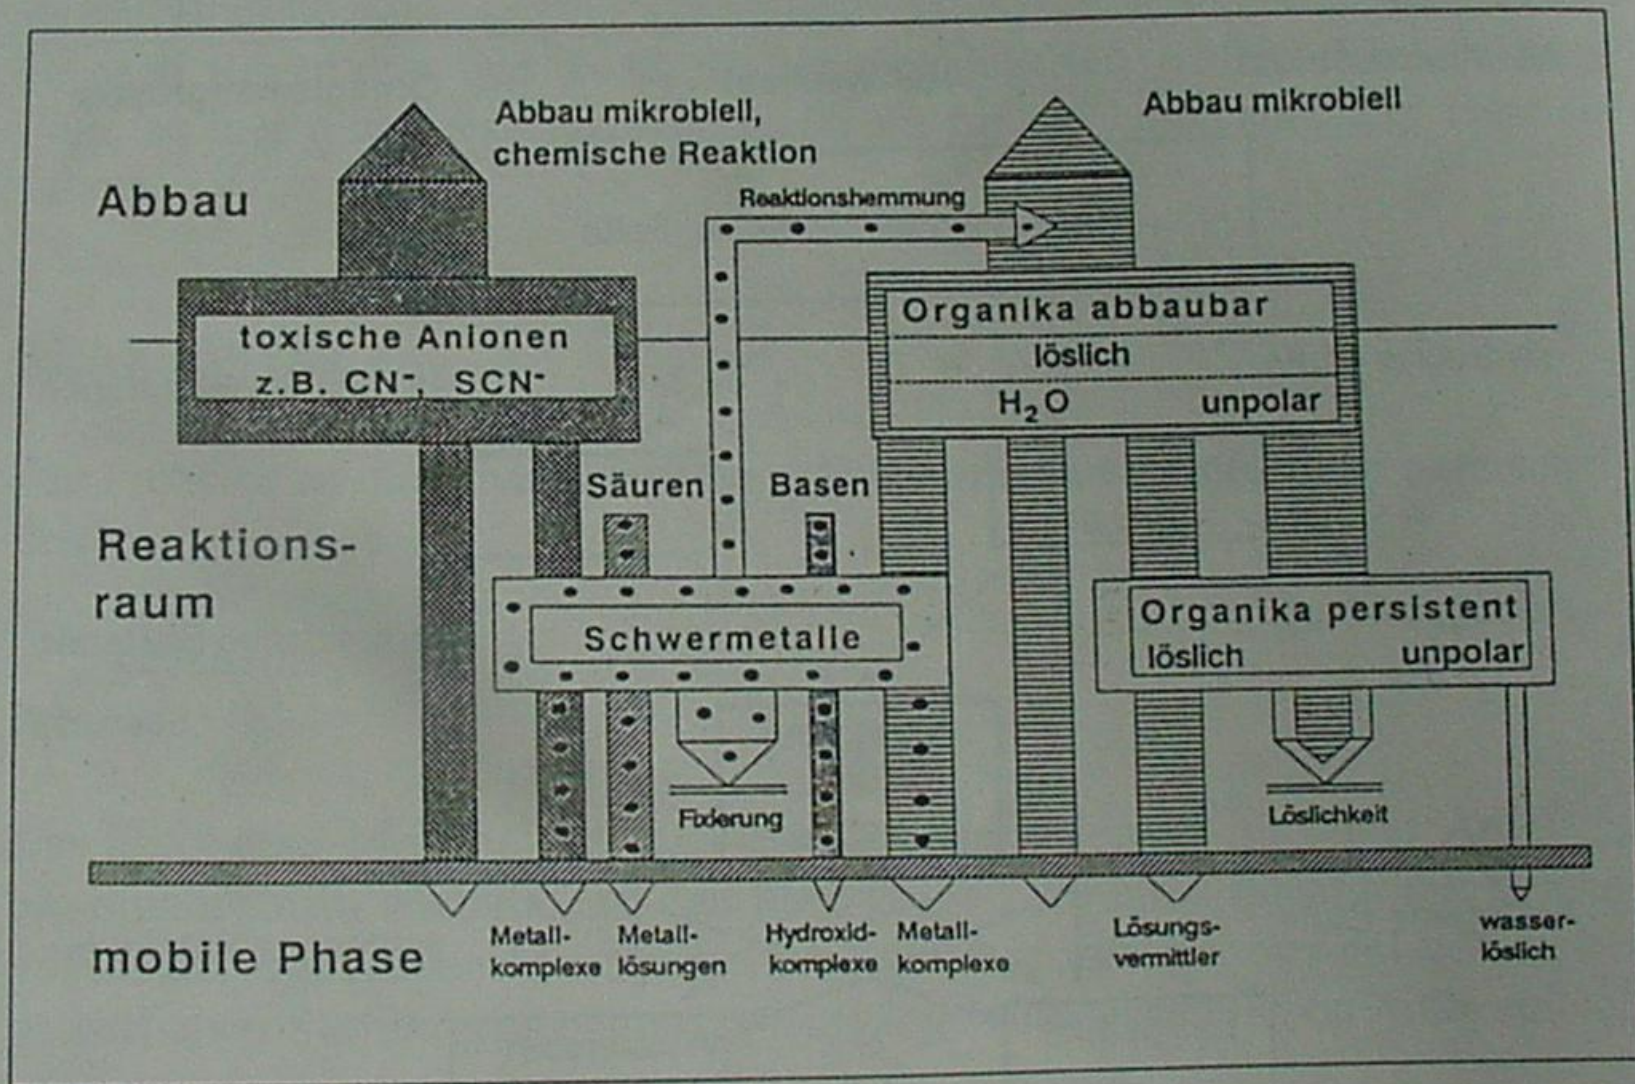 Abbau mikrobiell,
chemische Reaktion
Abbau mikrobiell
Abbau
Reaktionshemmung
toxische Anionen
z.B. CN⁻, SCN⁻
Organika abbaubar
löslich
H₂O unpolar
Säuren
Basen
Reaktions-
raum
Schwermetalle
Organika persistent
löslich unpolar
Fixierung
Löslichkeit
mobile Phase
Metall-
komplexe
Metall-
lösungen
Hydroxid-
komplexe
Metall-
komplexe
Lösungs-
vermittler
wasser-
löslich